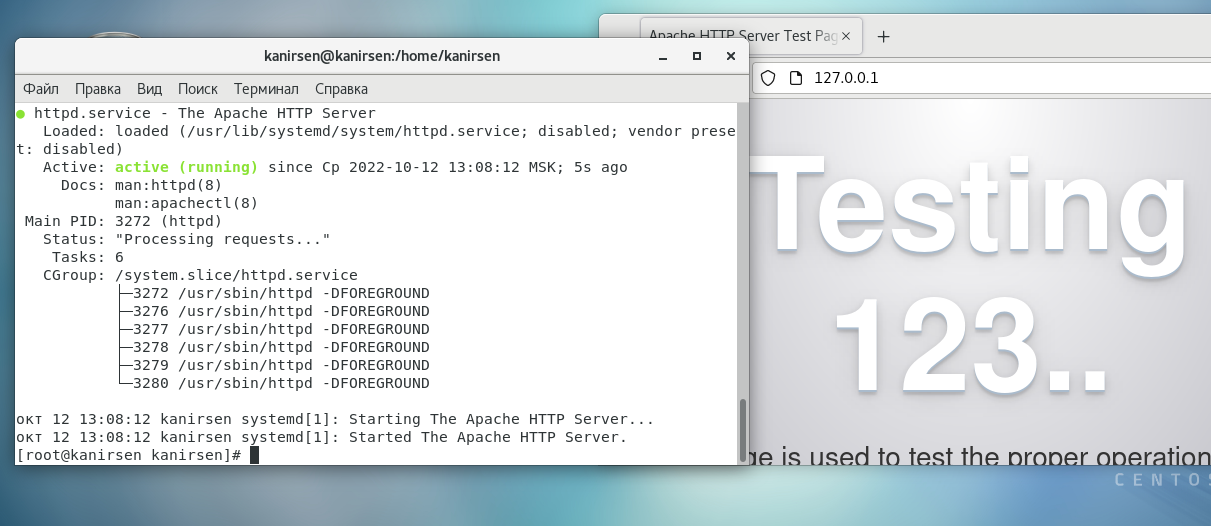 Apache HTTP Server Test Pag
kanirsen@kanirsen:/home/kanirsen
127.0.0.1
Файл Правка Вид Поиск Терминал Справка
● httpd.service - The Apache HTTP Server
Loaded: loaded (/usr/lib/systemd/system/httpd.service; disabled; vendor prese
t: disabled)
Active: active (running) since Ср 2022-10-12 13:08:12 MSK; 5s ago
Docs: man:httpd(8)
man:apachectl(8)
Main PID: 3272 (httpd)
Status: "Processing requests..."
Tasks: 6
CGroup: /system.slice/httpd.service
├─3272 /usr/sbin/httpd -DFOREGROUND
├─3276 /usr/sbin/httpd -DFOREGROUND
├─3277 /usr/sbin/httpd -DFOREGROUND
├─3278 /usr/sbin/httpd -DFOREGROUND
├─3279 /usr/sbin/httpd -DFOREGROUND
└─3280 /usr/sbin/httpd -DFOREGROUND
окт 12 13:08:12 kanirsen systemd[1]: Starting The Apache HTTP Server...
окт 12 13:08:12 kanirsen systemd[1]: Started The Apache HTTP Server.
[root@kanirsen kanirsen]#
Testing
123..
is used to test the proper operation
CENTOS